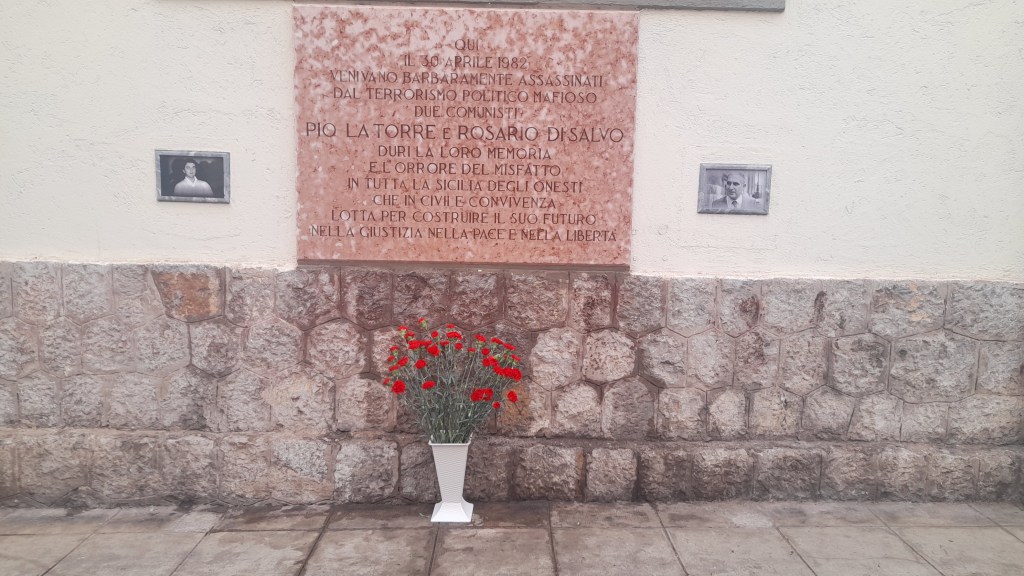 QUI
IL 30 APRILE 1982
VENIVANO BARBARAMENTE ASSASSINATI
DAL TERRORISMO POLITICO MAFIOSO
DUE COMUNISTI
PIO LA TORRE E ROSARIO DI SALVO
DURI LA LORO MEMORIA
E L'ORRORE DEL MISFATTO
IN TUTTA LA SICILIA DEGLI ONESTI
CHE IN CIVILE CONVIVENZA
LOTTA PER COSTRUIRE IL SUO FUTURO
NELLA GIUSTIZIA NELLA PACE E NELLA LIBERTÀ